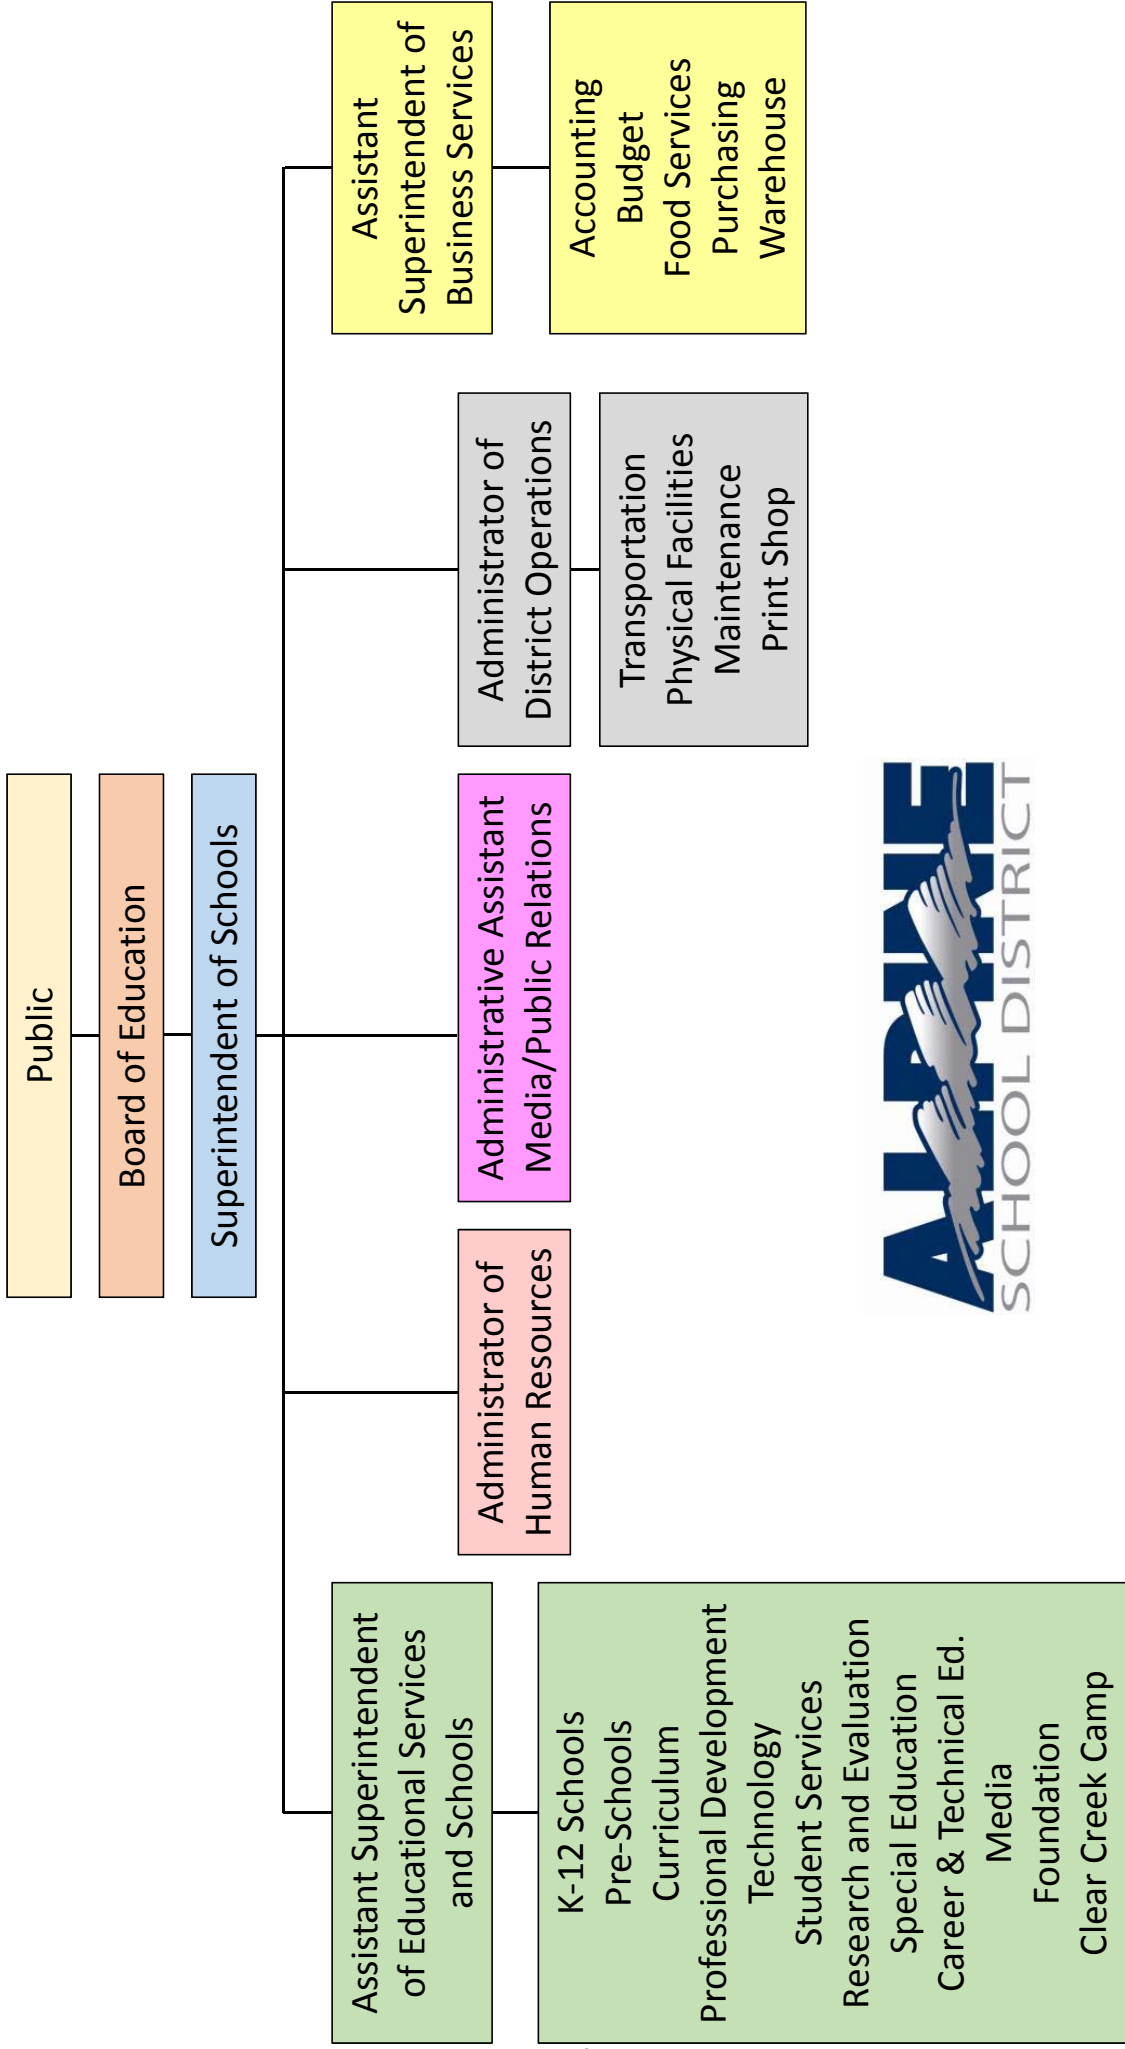 Public
Board of Education
Superintendent of Schools
Assistant Superintendent
of Educational Services
and Schools
K-12 Schools
Pre-Schools
Curriculum
Professional Development
Technology
Student Services
Research and Evaluation
Special Education
Career & Technical Ed.
Media
Foundation
Clear Creek Camp
Administrator of
Human Resources
Administrative Assistant
Media/Public Relations
Administrator of
District Operations
Transportation
Physical Facilities
Maintenance
Print Shop
Assistant
Superintendent of
Business Services
Accounting
Budget
Food Services
Purchasing
Warehouse
ALPINE
SCHOOL DISTRICT